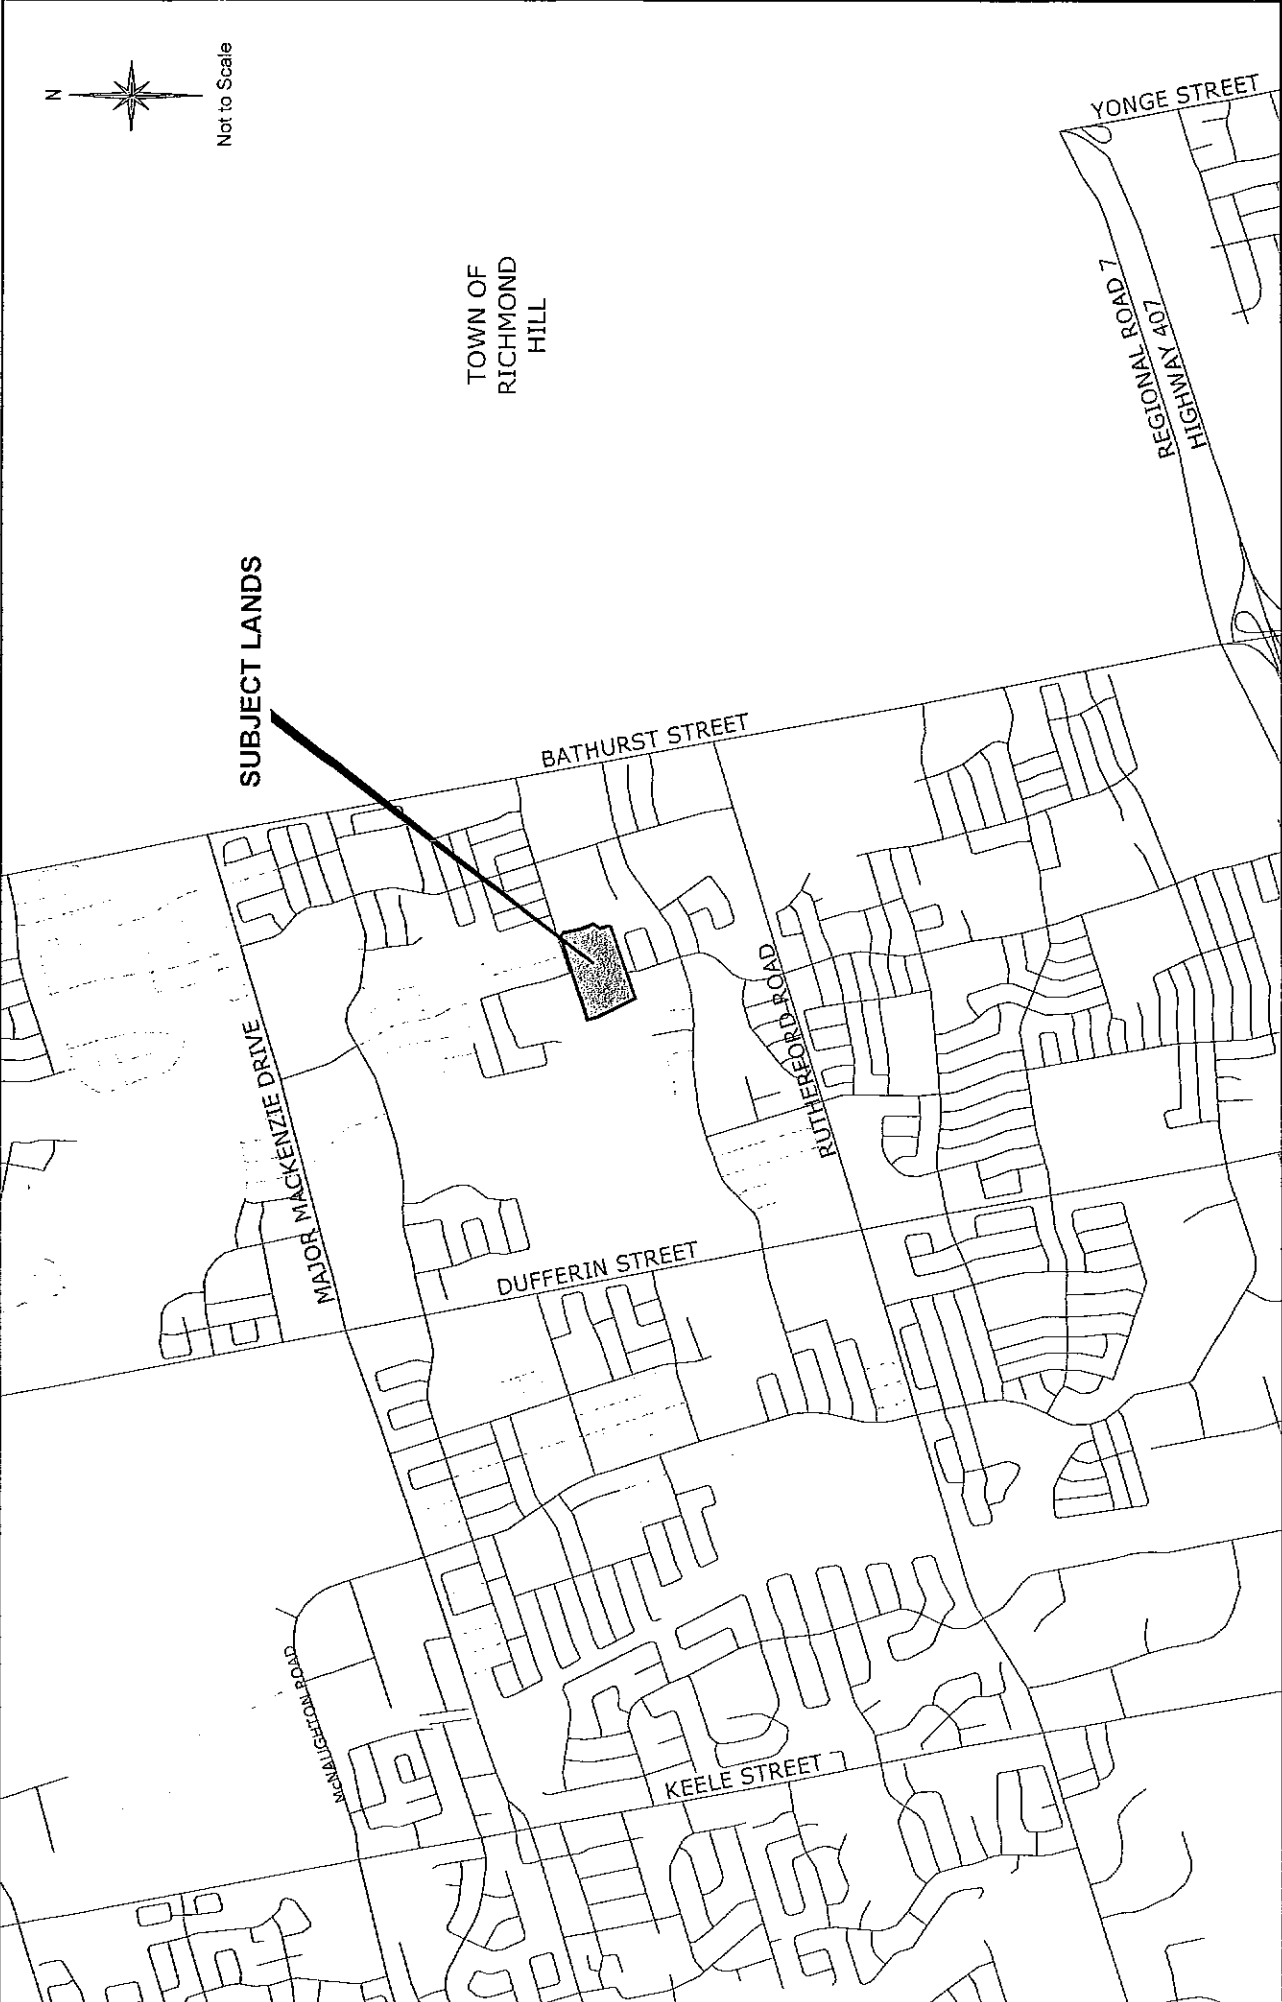 N
Not to Scale
YONGE STREET
TOWN OF
RICHMOND
HILL
REGIONAL ROAD 7
HIGHWAY 407
SUBJECT LANDS
BATHURST STREET
MAJOR MACKENZIE DRIVE
RUTHERFORD ROAD
DUFFERIN STREET
McNAUGHTON ROAD
KEELE STREET